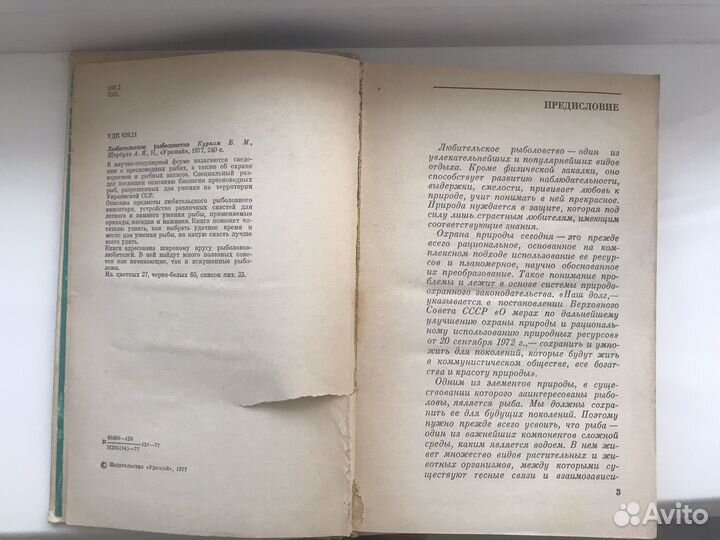 УДК 639.21
Любительское рыболовство Куркин Б. М.,
Щербуха А. Я., К., «Урожай», 1977, 240 с.
В научно-популярной форме излагаются сведе-
ния о пресноводных рыбах, а также об охране
водоемов и рыбных запасов. Специальный раз-
дел посвящен описанию биологии пресноводных
рыб, разрешенных для ужения на территории
Украинской ССР.
Описаны предметы любительского рыболовного
инвентаря, устройство различных снастей для
летнего и зимнего ужения рыбы, применяемые
привады, насадки и наживки. Книга поможет чи-
тателю узнать, как выбрать удачное время и
место для ужения рыбы, на какую снасть лучше
всего удить.
Книга адресована широкому кругу рыболовов-
любителей. В ней найдут много полезных сове-
тов как начинающие, так и искушенные рыбо-
ловы.
Ил. цветных 27, черно-белых 85, список лит. 25.
© Издательство «Урожай», 1977
ПРЕДИСЛОВИЕ
Любительское рыболовство — один из
увлекательнейших и популярнейших видов
отдыха. Кроме физической закалки, оно
способствует развитию наблюдательности,
выдержки, смелости, прививает любовь к
природе, учит понимать в ней прекрасное.
Природа нуждается в защите, которая под
силу лишь страстным любителям, имеющим
соответствующие знания.
Охрана природы сегодня — это прежде
всего рациональное, основанное на ком-
плексном подходе использование ее ресур-
сов и планомерное, научно обоснованное
их преобразование. Такое понимание про-
блемы и лежит в основе системы природо-
охранного законодательства. «Наш долг,—
указывается в постановлении Верховного
Совета СССР «О мерах по дальнейшему
улучшению охраны природы и рациональ-
ному использованию природных ресурсов»
от 20 сентября 1972 г.,— сохранить и умно-
жить для поколений, которые будут жить
в коммунистическом обществе, все богат-
ства и красоту природы».
Одним из элементов природы, в суще-
ствовании которого заинтересованы рыбо-
ловы, является рыба. Мы должны сохра-
нить ее для будущих поколений. Поэтому
нужно прежде всего усвоить, что рыба —
один из важнейших компонентов сложной
среды, каким является водоем. В нем жи-
вет множество видов растительных и жи-
вотных организмов, между которыми су-
ществуют тесные связи и взаимозависи-
3
Avito